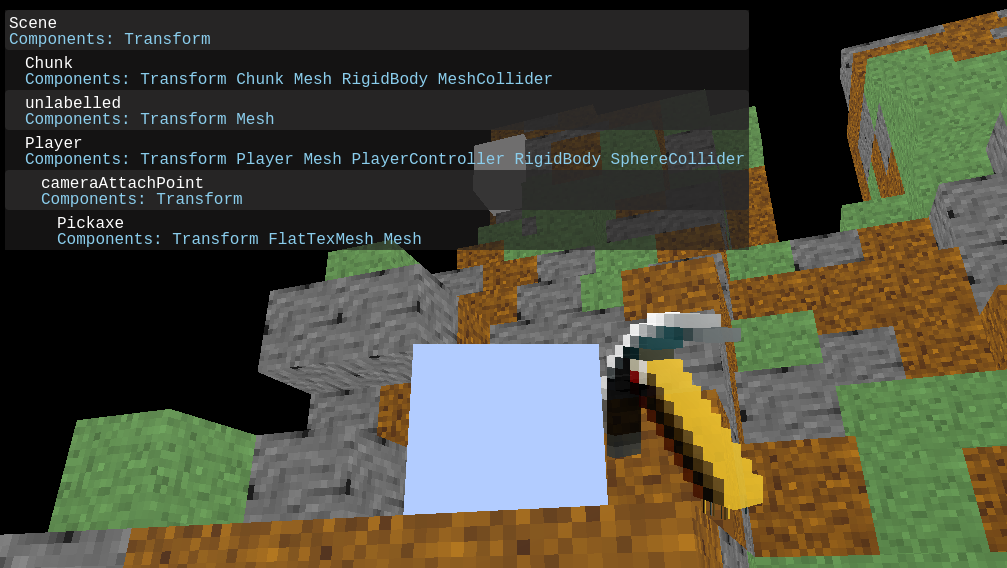 Scene
Components: Transform
Chunk
Components: Transform Chunk Mesh RigidBody MeshCollider
unlabelled
Components: Transform Mesh
Player
Components: Transform Player Mesh PlayerController RigidBody SphereCollider
cameraAttachPoint
Components: Transform
Pickaxe
Components: Transform FlatTexMesh Mesh